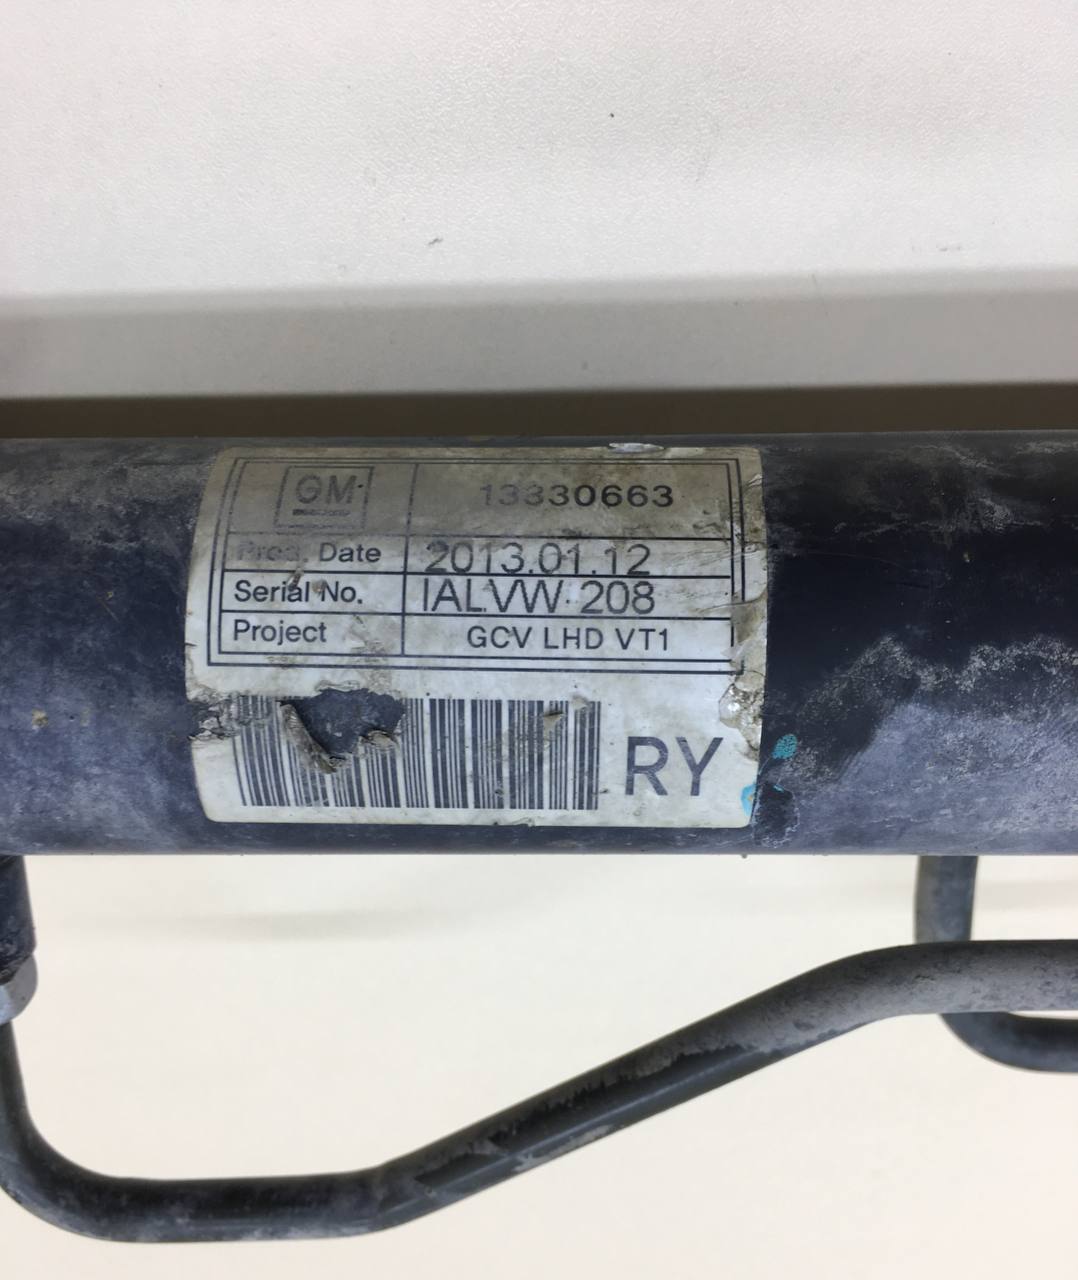 GM 13330663
Prod. Date 2013.01.12
Serial No. IALVW 208
Project GCV LHD VT1
RY